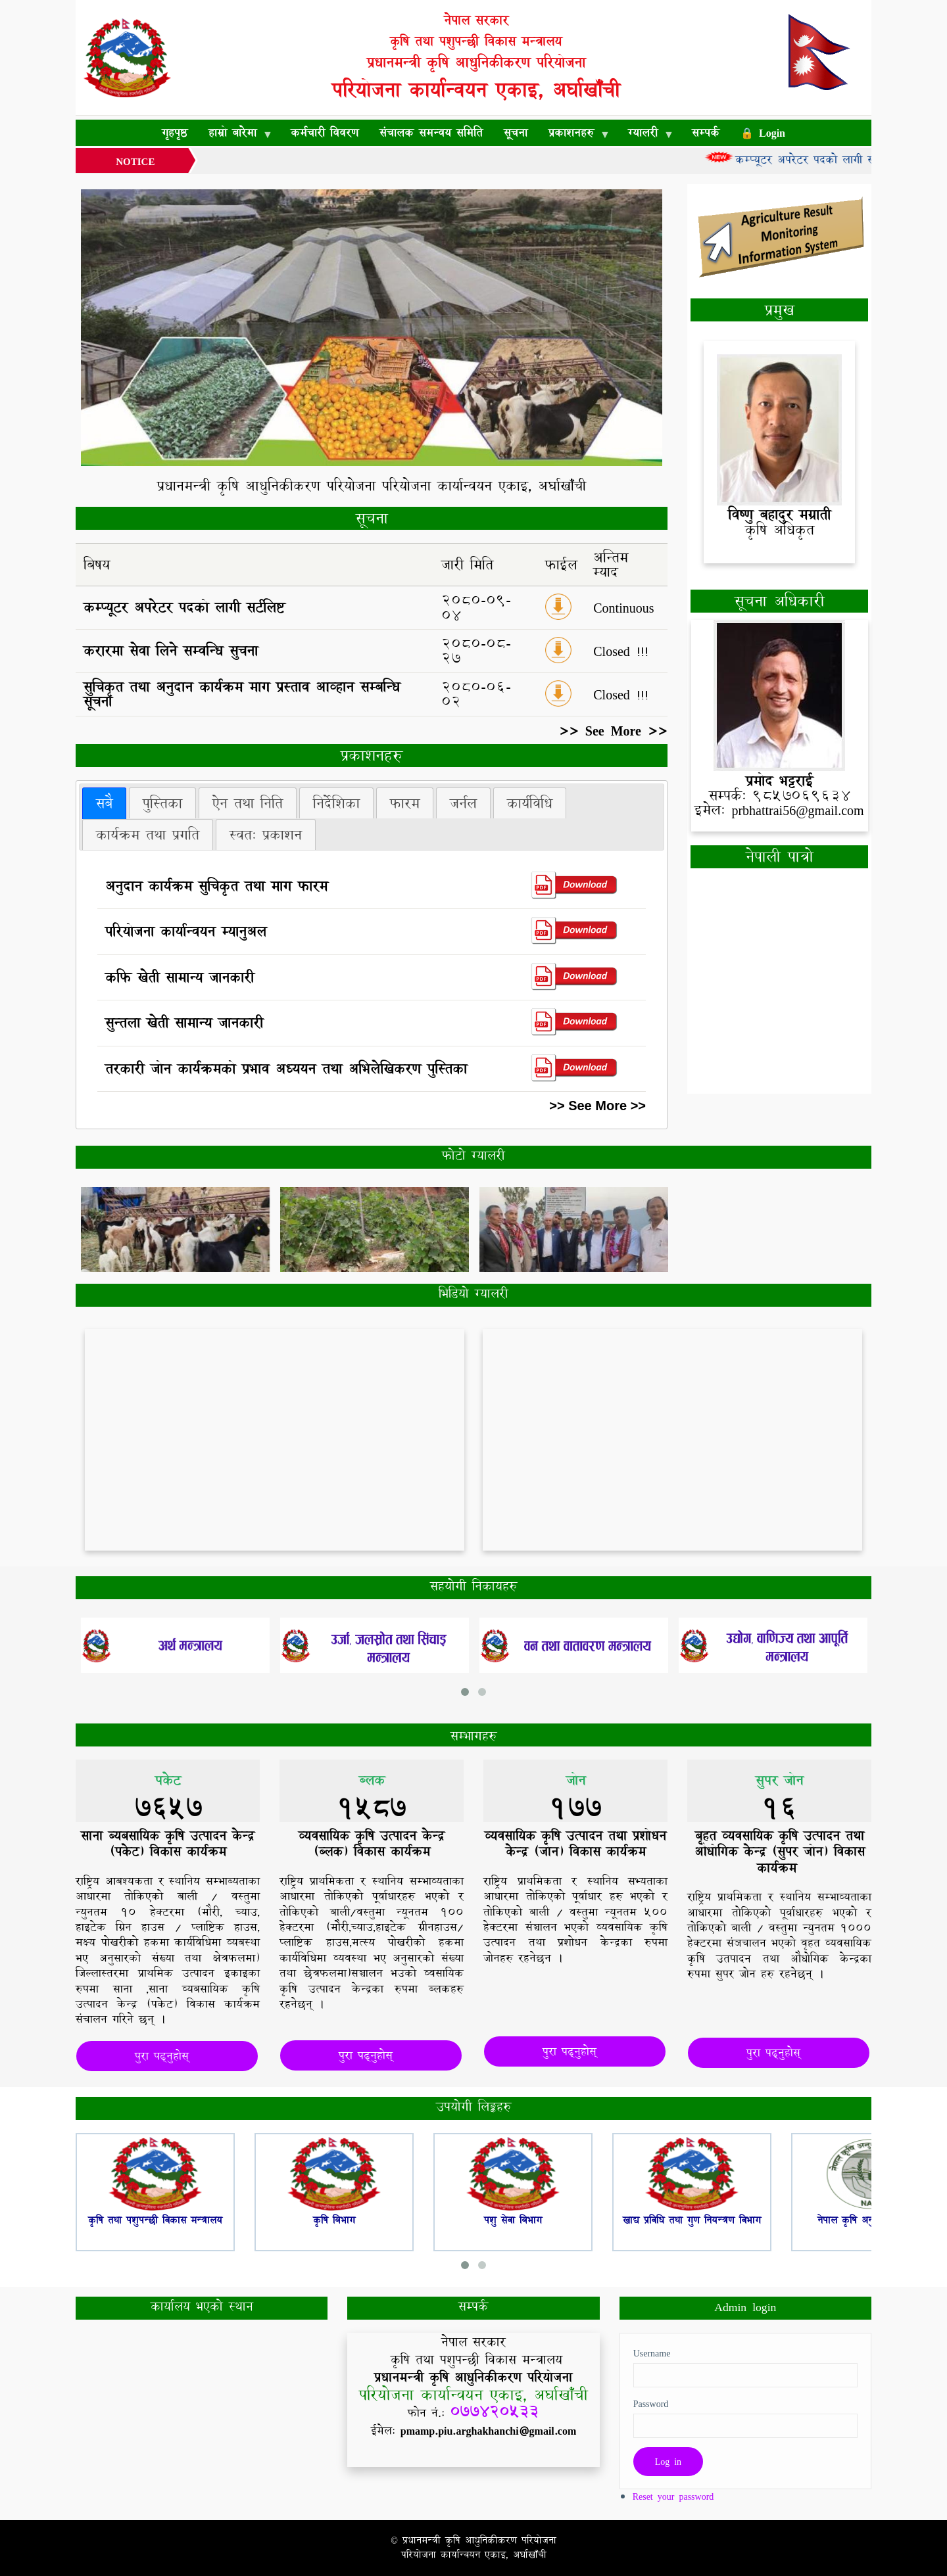 नेपाल सरकार
कृषि तथा पशुपन्छी विकास मन्त्रालय
प्रधानमन्त्री कृषि आधुनिकीकरण परियोजना
परियोजना कार्यान्वयन एकाइ, अर्घाखाँची
गृहपृष्ठ हाम्रो बारेमा ▼ कर्मचारी विवरण संचालक समन्वय समिति सूचना प्रकाशनहरु ▼ ग्यालरी ▼ सम्पर्क Login
NOTICE
NEW कम्प्यूटर अपरेटर पदको लागी
Agriculture Result
Monitoring
Information System
प्रमुख
विष्णु बहादुर मग्राती
कृषि अधिकृत
प्रधानमन्त्री कृषि आधुनिकीकरण परियोजना परियोजना कार्यान्वयन एकाइ, अर्घाखाँची
सूचना
बिषय जारी मिति फाईल अन्तिम
म्याद
कम्प्यूटर अपरेटर पदको लागी सर्टलिष्ट २०८०-०९-
०४ Continuous
करारमा सेवा लिने सम्वन्धि सुचना २०८०-०८-
२७ Closed !!!
सुचिकृत तथा अनुदान कार्यक्रम माग प्रस्ताव आव्हान सम्बन्धि
सूचना २०८०-०६-
०२ Closed !!!
>> See More >>
सूचना अधिकारी
प्रमोद भट्टराई
सम्पर्क: ९८५७०६९६३४
इमेल: prbhattrai56@gmail.com
नेपाली पात्रो
प्रकाशनहरु
सबै पुस्तिका ऐन तथा निति निर्देशिका फारम जर्नल कार्यविधि
कार्यक्रम तथा प्रगति स्वत: प्रकाशन
अनुदान कार्यक्रम सुचिकृत तथा माग फारम PDF Download
परियोजना कार्यान्वयन म्यानुअल PDF Download
कफि खेती सामान्य जानकारी PDF Download
सुन्तला खेती सामान्य जानकारी PDF Download
तरकारी जोन कार्यक्रमको प्रभाव अध्ययन तथा अभिलेखिकरण पुस्तिका PDF Download
>> See More >>
फोटो ग्यालरी
भिडियो ग्यालरी
सहयोगी निकायहरु
अर्थ मन्त्रालय
उर्जा, जलस्रोत तथा सिंचाइ
मन्त्रालय
वन तथा वातावरण मन्त्रालय
उद्योग, वाणिज्य तथा आपूर्ति
मन्त्रालय
सम्भागहरु
पकेट
७६५७
साना ब्यबसायिक कृषि उत्पादन केन्द्र
(पकेट) विकास कार्यक्रम
राष्ट्रिय आबश्यकता र स्थानिय सम्भाव्यताका
आधारमा तोकिएको बाली / वस्तुमा
न्युनतम १० हेक्टरमा (मौरी, च्याउ,
हाइटेक ग्रिन हाउस / प्लाष्टिक हाउस,
मत्स्य पोखरीको हकमा कार्यविधिमा व्यवस्था
भए अनुसारको संख्या तथा क्षेत्रफलमा)
जिल्लास्तरमा प्राथमिक उत्पादन इकाइका
रुपमा साना ,साना व्यबसायिक कृषि
उत्पादन केन्द्र (पकेट) विकास कार्यक्रम
संचालन गरिने छन् ।
पुरा पढ्नुहोस्
ब्लक
१५८७
व्यवसायिक कृषि उत्पादन केन्द्र
(ब्लक) विकास कार्यक्रम
राष्ट्रिय प्राथमिकता र स्थानिय सम्भाव्यताका
आधारमा तोकिएको पूर्वाधारहरु भएको र
तोकिएको बाली/वस्तुमा न्यूनतम १००
हेक्टरमा (मौरी,च्याउ,हाइटेक ग्रीनहाउस/
प्लाष्टिक हाउस,मत्स्य पोखरीको हकमा
कार्यविधिमा व्यवस्था भए अनुसारको संख्या
तथा छेत्रफलमा)सञ्चालन भउको व्वसायिक
कृषि उत्पादन केन्द्रका रुपमा ब्लकहरु
रहनेछन् ।
पुरा पढ्नुहोस्
जोन
१७७
व्यवसायिक कृषि उत्पादन तथा प्रशोधन
केन्द्र (जोन) विकास कार्यक्रम
राष्ट्रिय प्राथमिकता र स्थानिय सभ्यताका
आधारमा तोकिएको पूर्वाधार हरु भएको र
तोकिएको बाली / वस्तुमा न्यूनतम ५००
हेक्टरमा संञ्चालन भएको व्यवसायिक कृषि
उत्पादन तथा प्रशोधन केन्द्रका रुपमा
जोनहरु रहनेछन ।
पुरा पढ्नुहोस्
सुपर जोन
१६
बृहत व्यवसायिक कृषि उत्पादन तथा
औधोगिक केन्द्र (सुपर जोन) विकास
कार्यक्रम
राष्ट्रिय प्राथमिकता र स्थानिय सम्भाव्यताका
आधारमा तोकिएको पूर्वाधारहरु भएको र
तोकिएको बाली / वस्तुमा न्युनतम १०००
हेक्टरमा संञचालन भएको वृहत व्यवसायिक
कृषि उतपादन तथा औधोगिक केन्द्रका
रुपमा सुपर जोन हरु रहनेछन् ।
पुरा पढ्नुहोस्
उपयोगी लिङ्कहरु
कृषि तथा पशुपन्छी विकास मन्त्रालय
कृषि बिभाग
पशु सेवा बिभाग
खाद्य प्रविधि तथा गुण नियन्त्रण बिभाग
नेपाल कृषि
कार्यालय भएको स्थान
सम्पर्क
नेपाल सरकार
कृषि तथा पशुपन्छी विकास मन्त्रालय
प्रधानमन्त्री कृषि आधुनिकीकरण परियोजना
परियोजना कार्यान्वयन एकाइ, अर्घाखाँची
फोन नं.: ०७७४२०५३३
ईमेल: pmamp.piu.arghakhanchi@gmail.com
Admin login
Username
Password
Log in
Reset your password
© प्रधानमन्त्री कृषि आधुनिकीकरण परियोजना
परियोजना कार्यान्वयन एकाइ, अर्घाखाँची